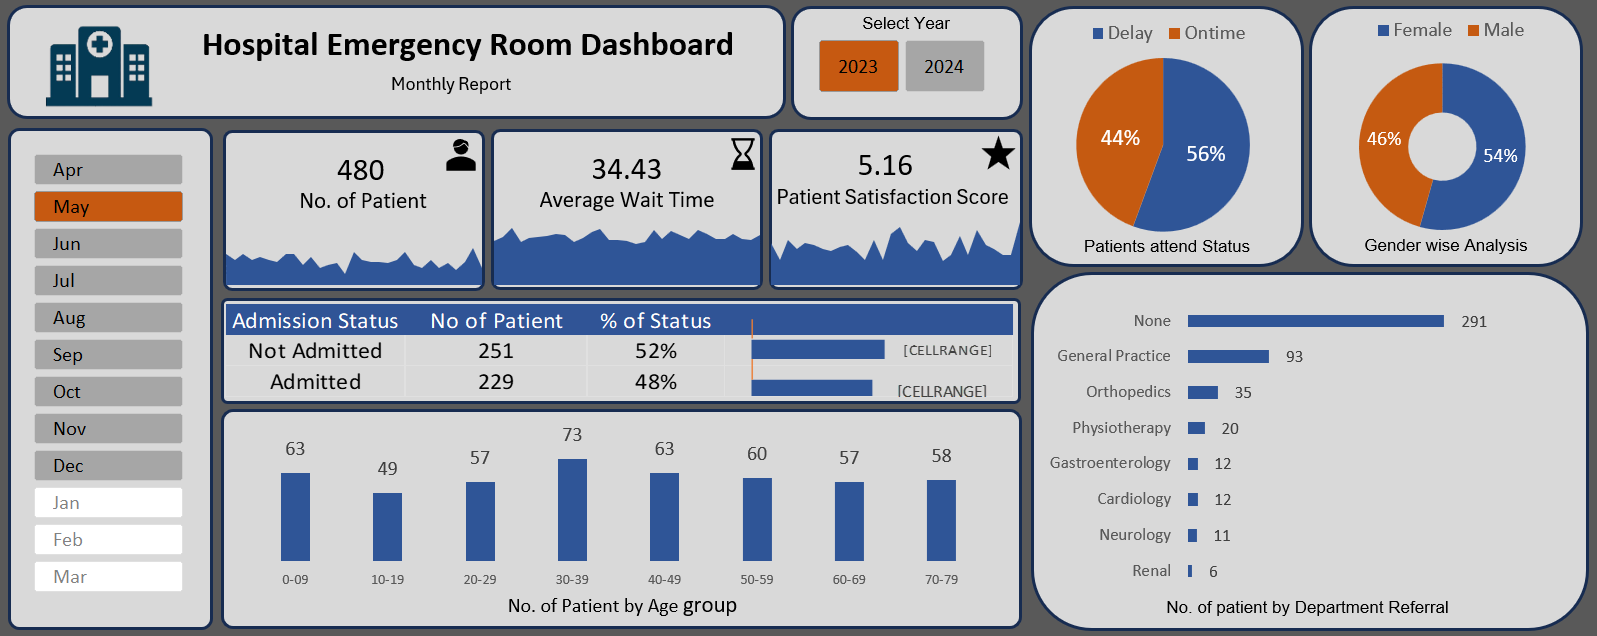 Hospital Emergency Room Dashboard
Monthly Report
Select Year
2023 2024
Delay Ontime
44% 56%
Patients attend Status
Female Male
46% 54%
Gender wise Analysis
Apr
May
Jun
Jul
Aug
Sep
Oct
Nov
Dec
Jan
Feb
Mar
480
No. of Patient
34.43
Average Wait Time
5.16
Patient Satisfaction Score
Admission Status No of Patient % of Status
Not Admitted 251 52% [CELLRANGE]
Admitted 229 48% [CELLRANGE]
63 49 57 73 63 60 57 58
0-09 10-19 20-29 30-39 40-49 50-59 60-69 70-79
No. of Patient by Age group
None 291
General Practice 93
Orthopedics 35
Physiotherapy 20
Gastroenterology 12
Cardiology 12
Neurology 11
Renal 6
No. of patient by Department Referral